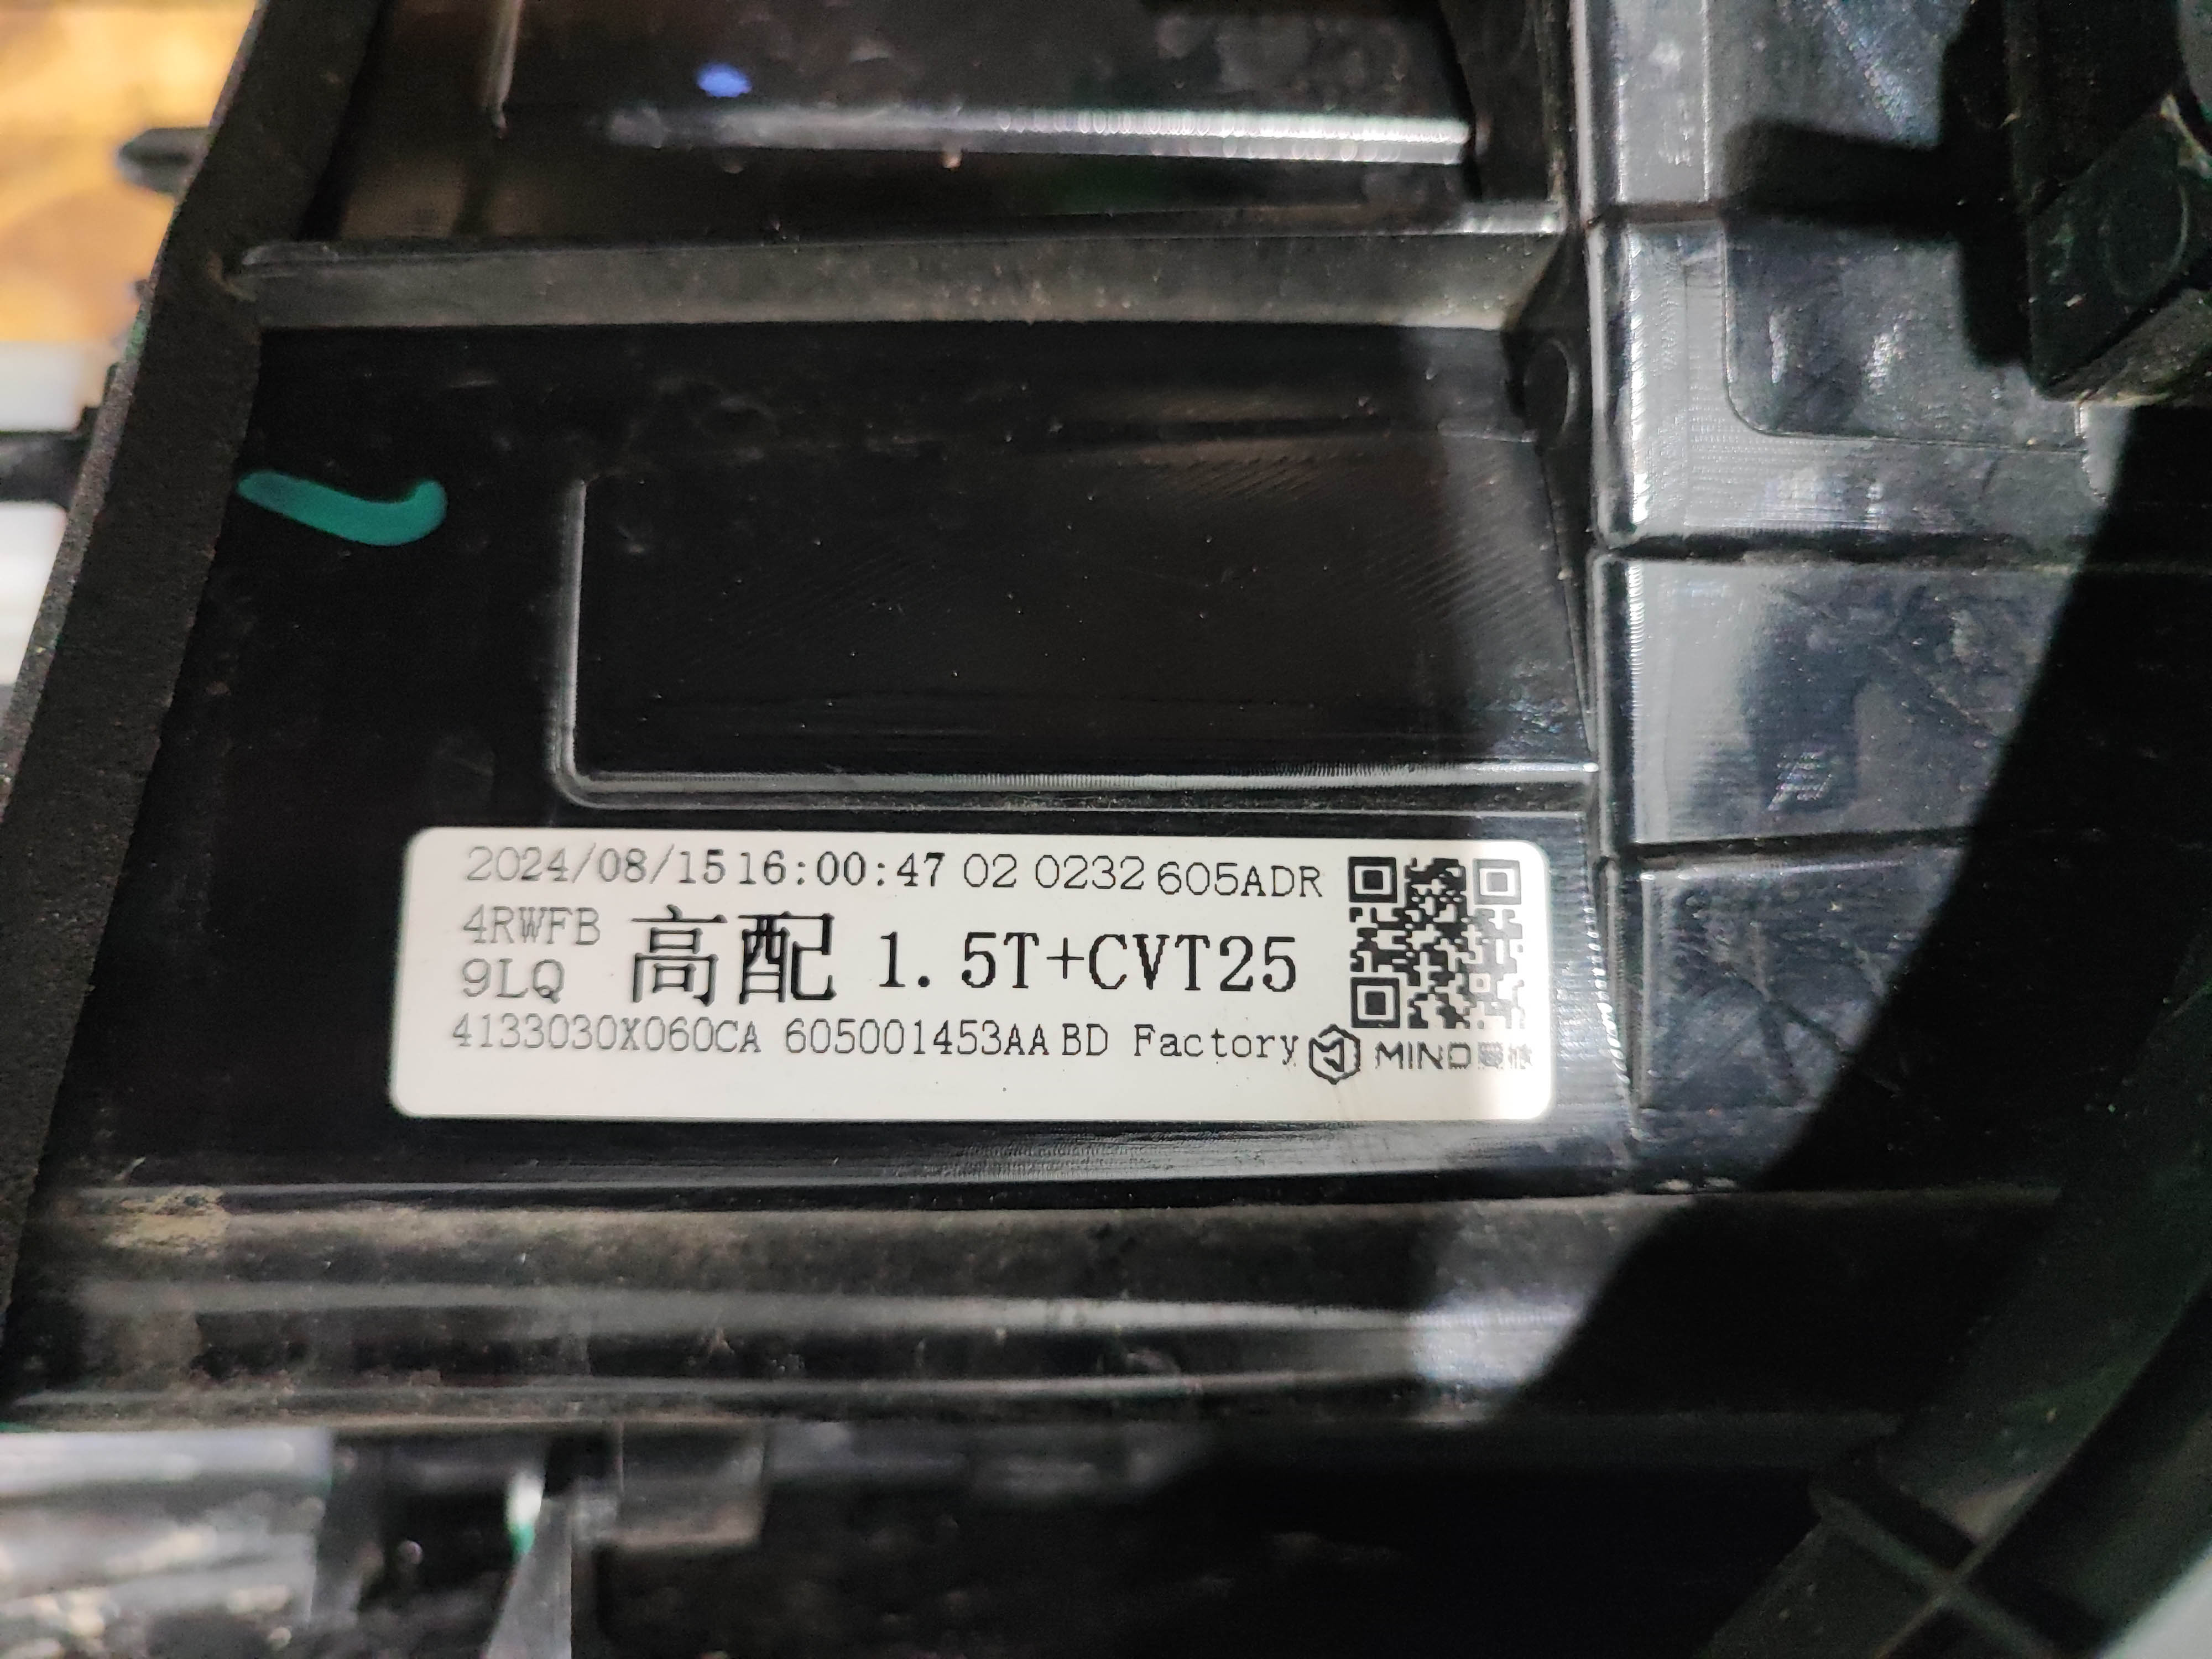 2024/08/15 16:00:47 02 0232 605ADR
4RWFB
9LQ
高配 1.5T+CVT25
4133030X060CA 605001453AA BD Factory
MIND